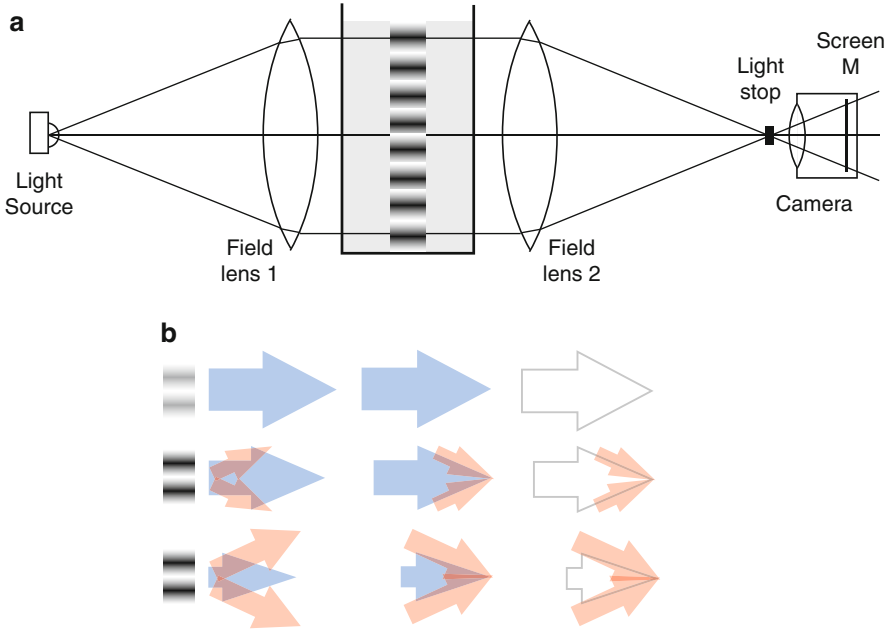 a
Screen
M
Light
stop
Light
Source
Camera
Field
lens 1
Field
lens 2
b